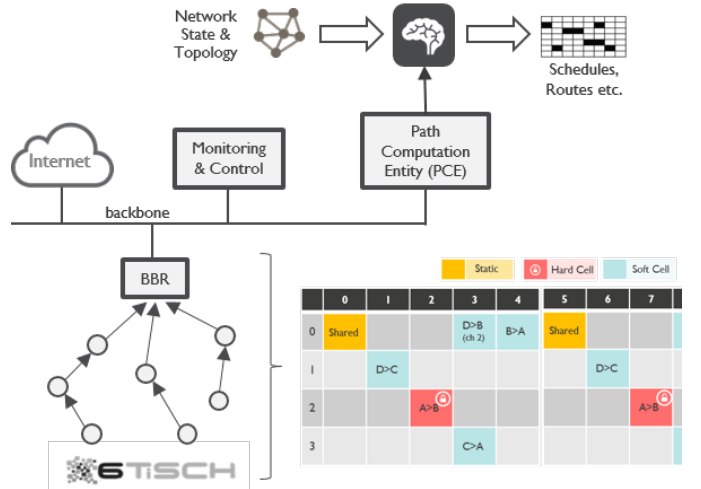 Network
State &
Topology
Schedules,
Routes etc.
Internet
Monitoring
& Control
Path
Computation
Entity (PCE)
backbone
BBR
Static
Hard Cell
Soft Cell
0 1 2 3 4 5 6 7
0 Shared D>B B>A Shared
(ch 2)
1 D>C D>C
2 A>B A>B
3 C>A
6TiSCH